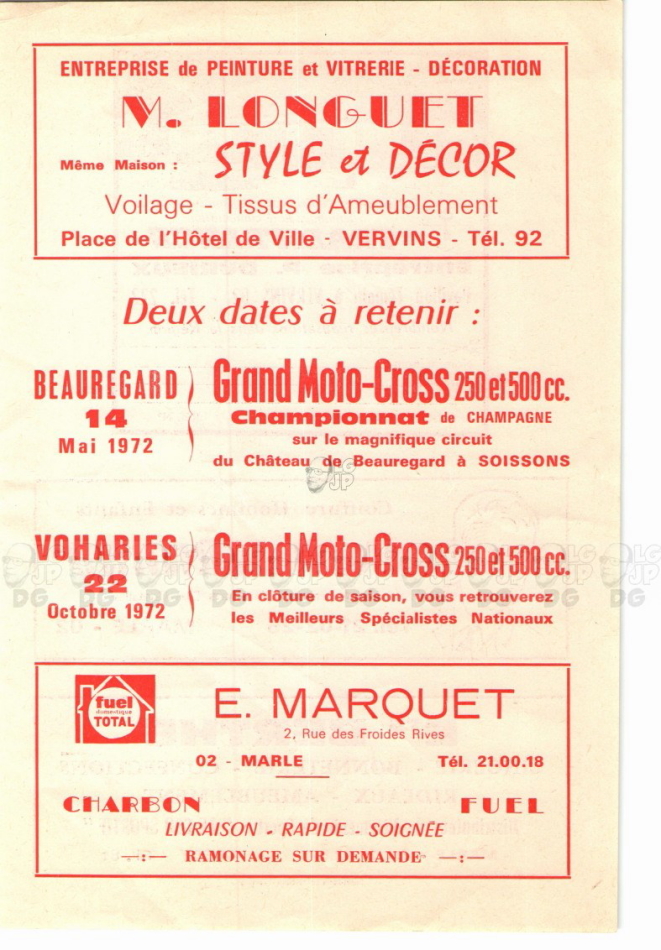 ENTREPRISE de PEINTURE et VITRERIE - DÉCORATION
M. LONGUET
Même Maison : STYLE et DÉCOR
Voilage - Tissus d'Ameublement
Place de l'Hôtel de Ville - VERVINS - Tél. 92
Deux dates à retenir :
BEAUREGARD
14
Mai 1972
Grand Moto-Cross 250 et 500 cc.
Championnat de CHAMPAGNE
sur le magnifique circuit
du Château de Beauregard à SOISSONS
VOHARIES
22
Octobre 1972
Grand Moto-Cross 250 et 500 cc.
En clôture de saison, vous retrouverez
les Meilleurs Spécialistes Nationaux
fuel
domestique
TOTAL
E. MARQUET
2, Rue des Froides Rives
02 - MARLE Tél. 21.00.18
CHARBON FUEL
LIVRAISON - RAPIDE - SOIGNÉE
—:— RAMONAGE SUR DEMANDE —:—